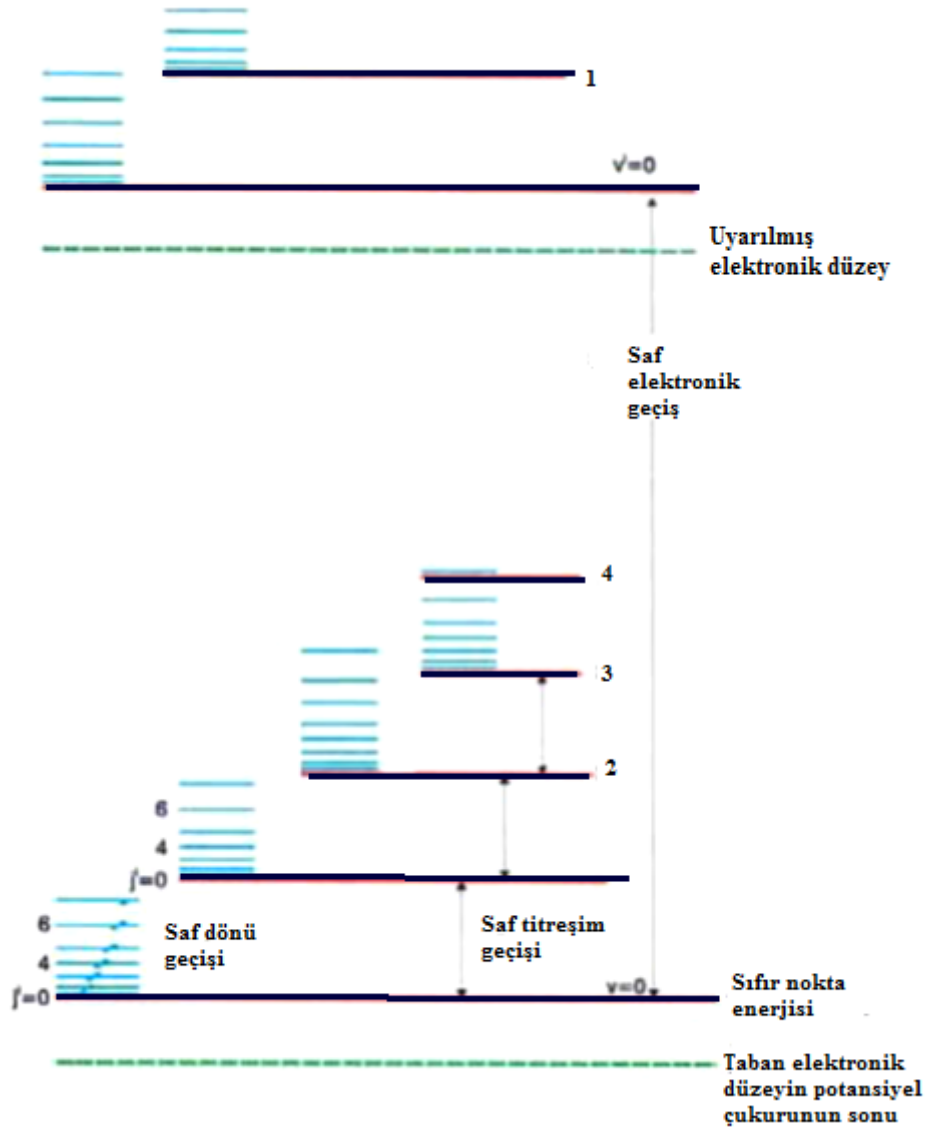 1
v'=0
Uyarılmış
elektronik düzey
Saf
elektronik
geçiş
4
3
2
6
4
j'=0
6
4
j'=0
Saf dönü
geçişi
Saf titreşim
geçişi
v=0
Sıfır nokta
enerjisi
Taban elektronik
düzeyin potansiyel
çukurunun sonu